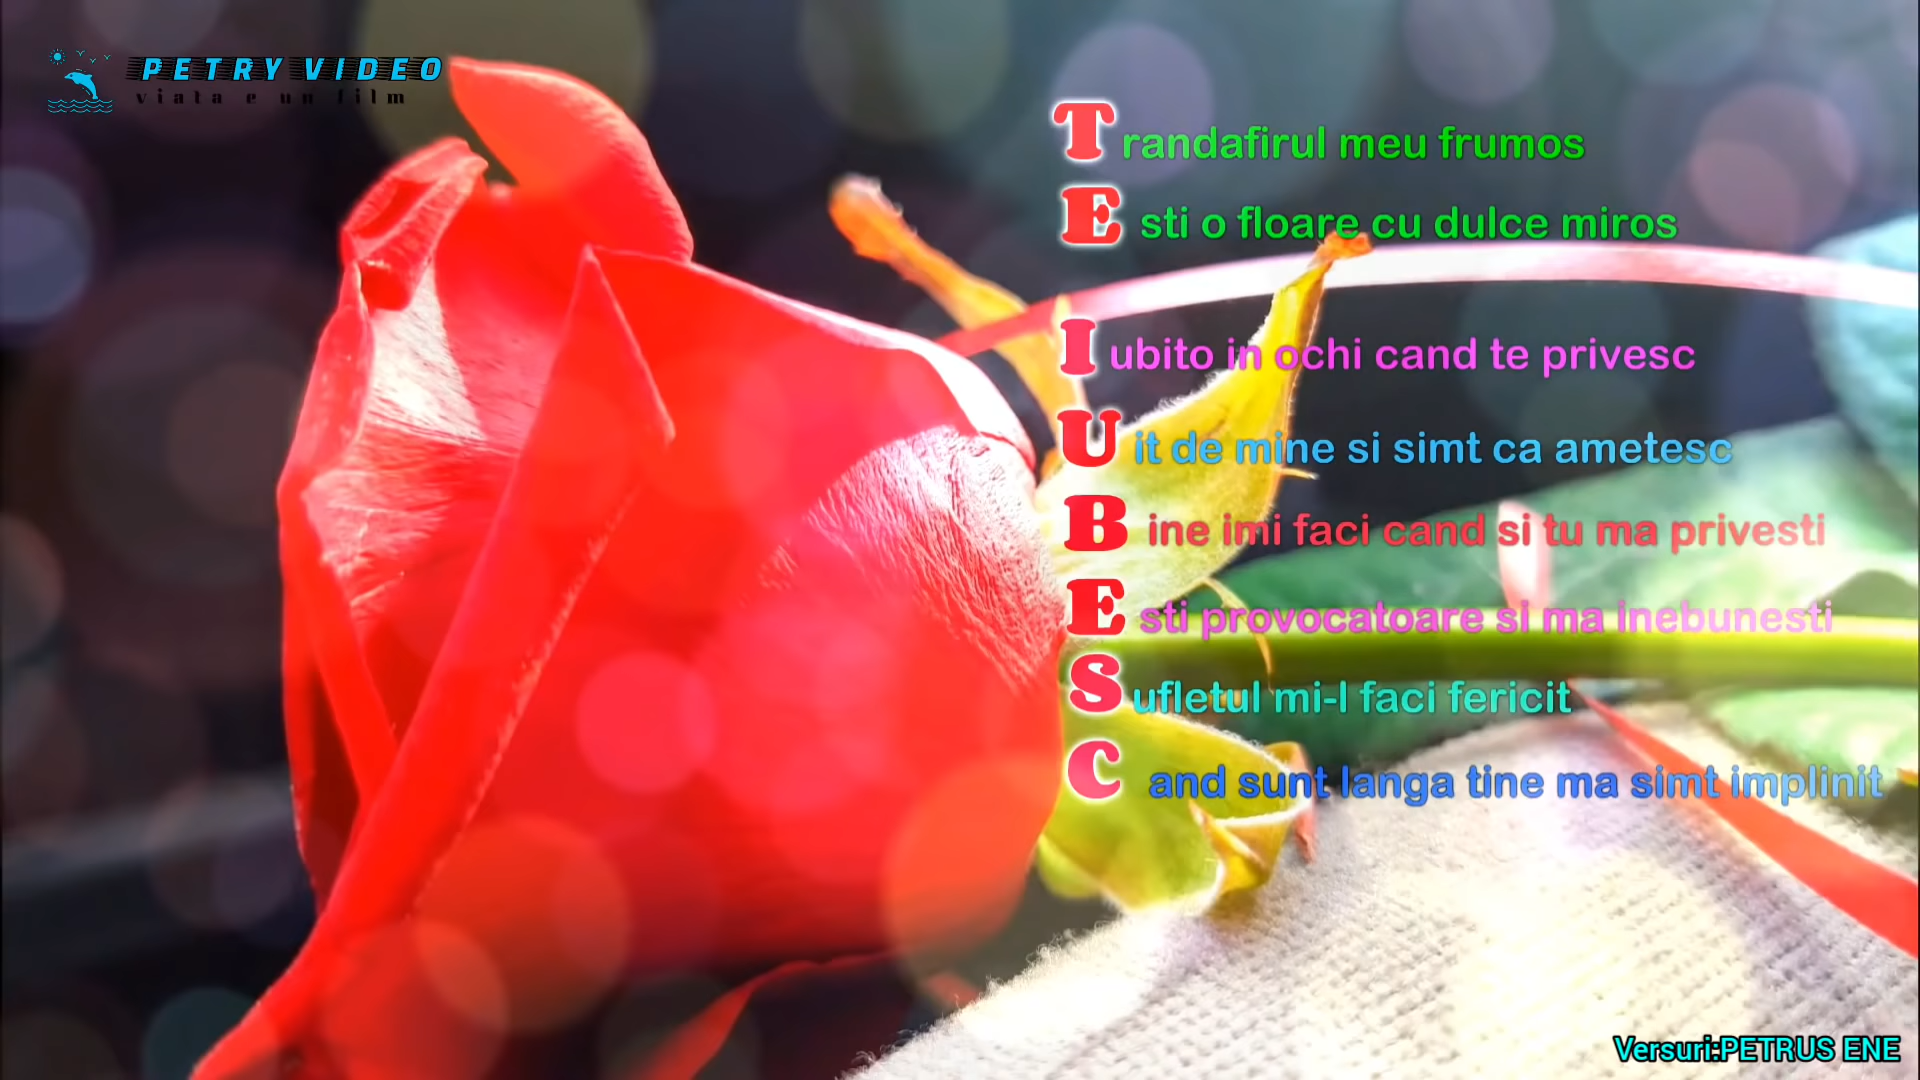 PETRY VIDEO
viata e un film
Trandafirul meu frumos
Esti o floare cu dulce miros
Iubito in ochi cand te privesc
Uit de mine si simt ca ametesc
Bine imi faci cand si tu ma privesti
Esti provocatoare si ma inebunesti
Sufletul mi-l faci fericit
Cand sunt langa tine ma simt implinit
Versuri:PETRUS ENE